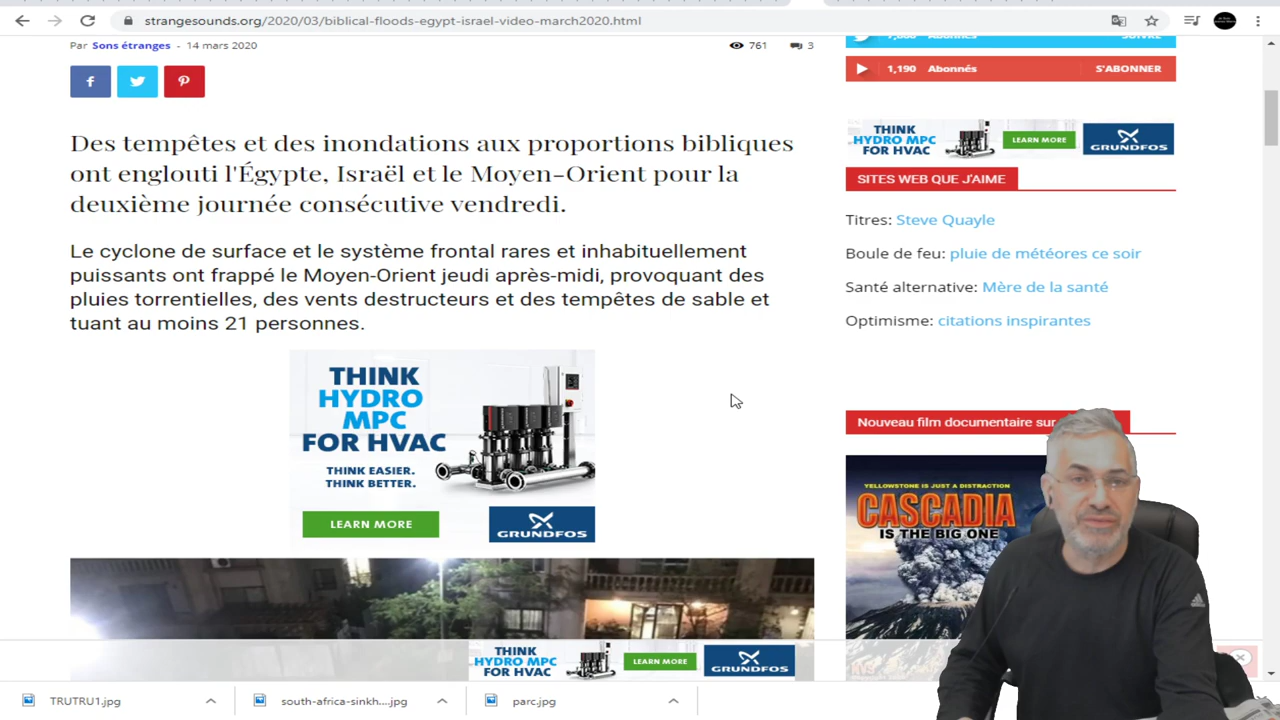 strangesounds.org/2020/03/biblical-floods-egypt-israel-video-march2020.html
Par Sons étranges - 14 mars 2020
761
3
Des tempêtes et des inondations aux proportions bibliques
ont englouti l'Égypte, Israël et le Moyen-Orient pour la
deuxième journée consécutive vendredi.
Le cyclone de surface et le système frontal rares et inhabituellement
puissants ont frappé le Moyen-Orient jeudi après-midi, provoquant des
pluies torrentielles, des vents destructeurs et des tempêtes de sable et
tuant au moins 21 personnes.
THINK
HYDRO
MPC
FOR HVAC
THINK EASIER.
THINK BETTER.
LEARN MORE
GRUNDFOS
1,190 Abonnés S'ABONNER
THINK
HYDRO MPC
FOR HVAC
LEARN MORE
GRUNDFOS
SITES WEB QUE J'AIME
Titres: Steve Quayle
Boule de feu: pluie de météores ce soir
Santé alternative: Mère de la santé
Optimisme: citations inspirantes
Nouveau film documentaire sur
YELLOWSTONE IS JUST A DISTRACTION
CASCADIA
IS THE BIG ONE
THINK
HYDRO MPC
FOR HVAC
LEARN MORE
GRUNDFOS
TRUTRU1.jpg
south-africa-sinkh....jpg
parc.jpg